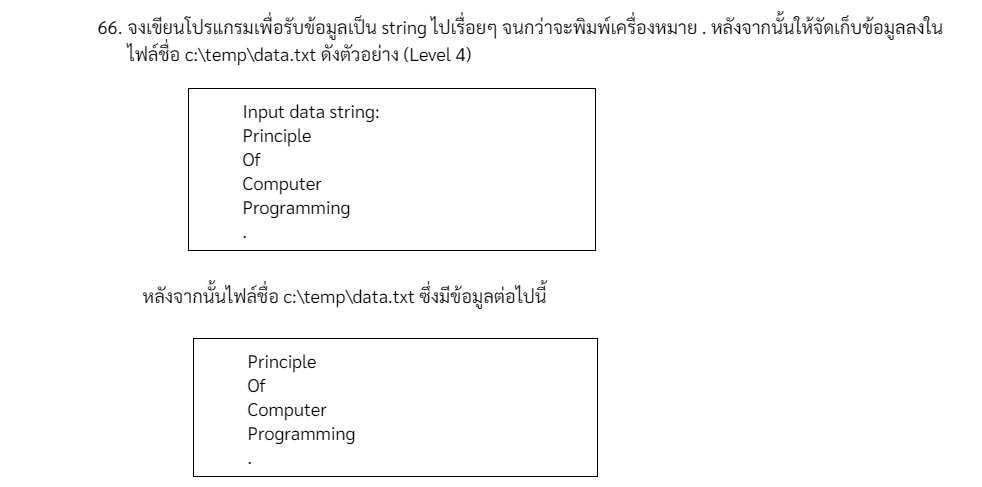 66. จงเขียนโปรแกรมเพื่อรับข้อมูลเป็น string ไปเรื่อยๆ จนกว่าจะพิมพ์เครื่องหมาย . หลังจากนั้นให้จัดเก็บข้อมูลลงใน
ไฟล์ชื่อ c:\temp\data.txt ดังตัวอย่าง (Level 4)
Input data string:
Principle
Of
Computer
Programming
.
หลังจากนั้นไฟล์ชื่อ c:\temp\data.txt ซึ่งมีข้อมูลต่อไปนี้
Principle
Of
Computer
Programming
.